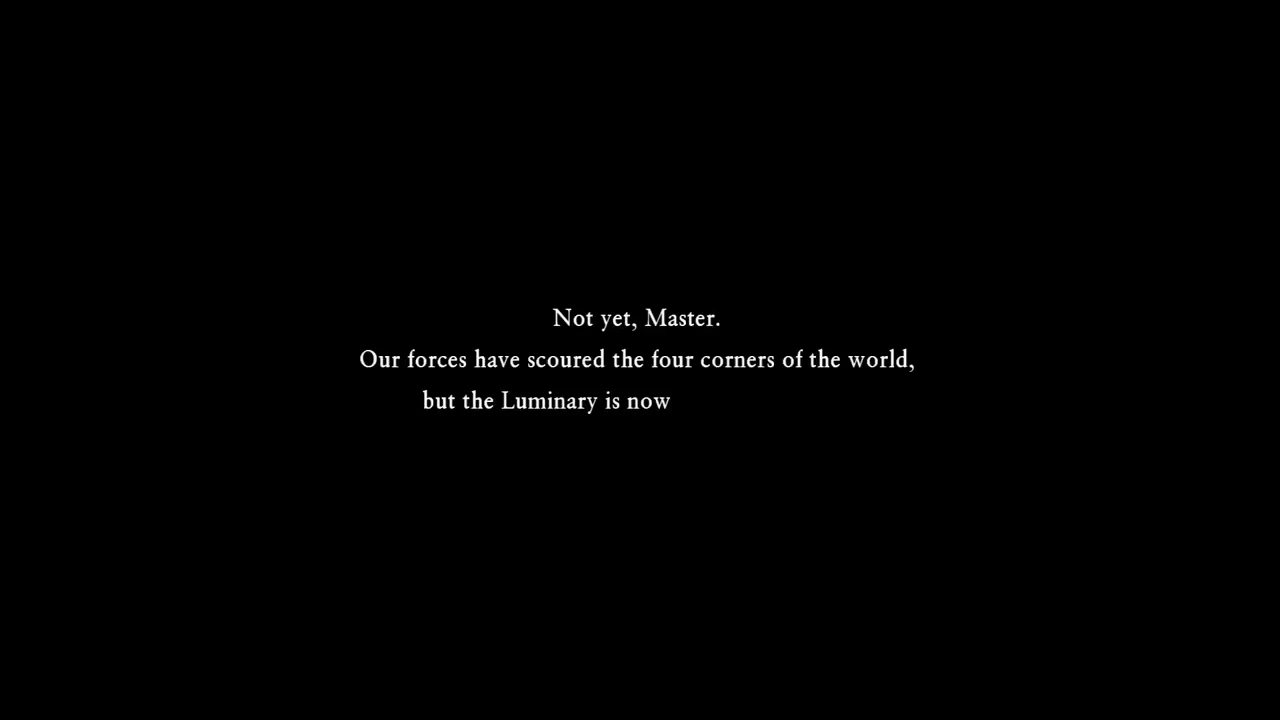 Not yet, Master.
Our forces have scoured the four corners of the world,
but the Luminary is now